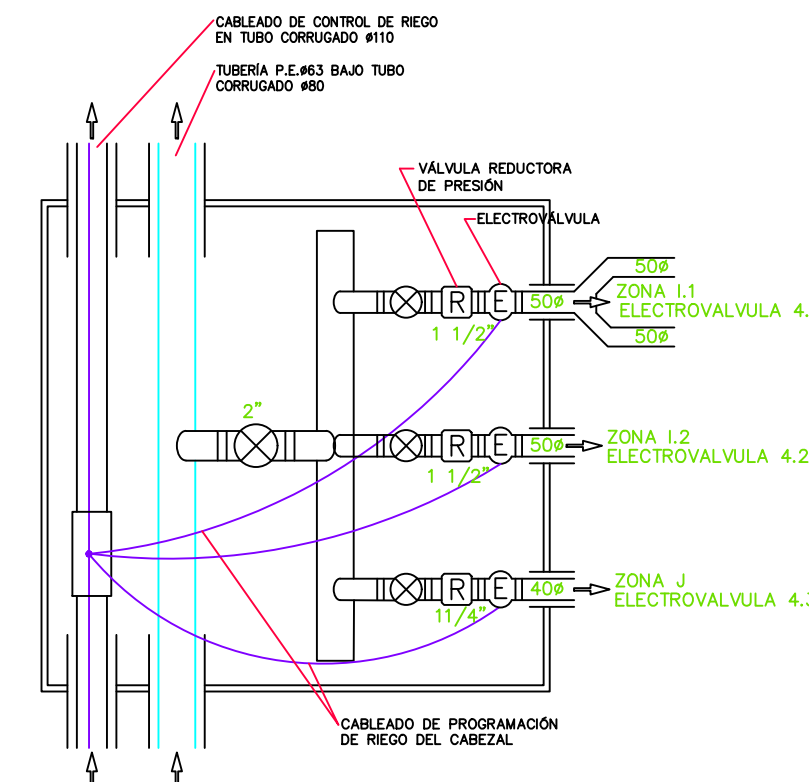 CABLEADO DE CONTROL DE RIEGO
EN TUBO CORRUGADO ø110
TUBERÍA P.E.ø63 BAJO TUBO
CORRUGADO ø80
VÁLVULA REDUCTORA
DE PRESIÓN
ELECTROVÁLVULA
50ø
R
E
50ø
ZONA I.1
ELECTROVALVULA 4.
1 1/2"
50ø
2"
R
E
50ø
ZONA I.2
ELECTROVALVULA 4.2
1 1/2"
R
E
40ø
ZONA J
ELECTROVALVULA 4.3
11/4"
CABLEADO DE PROGRAMACIÓN
DE RIEGO DEL CABEZAL